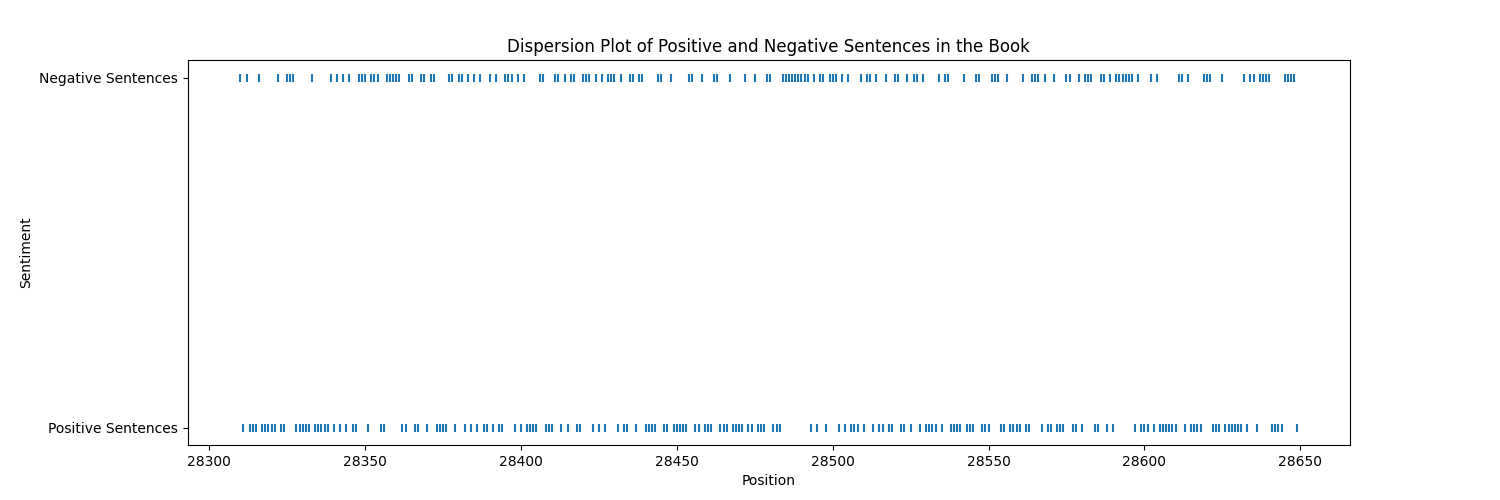 Dispersion Plot of Positive and Negative Sentences in the Book
Negative Sentences
Sentiment
Positive Sentences
28300 28350 28400 28450 28500 28550 28600 28650
Position